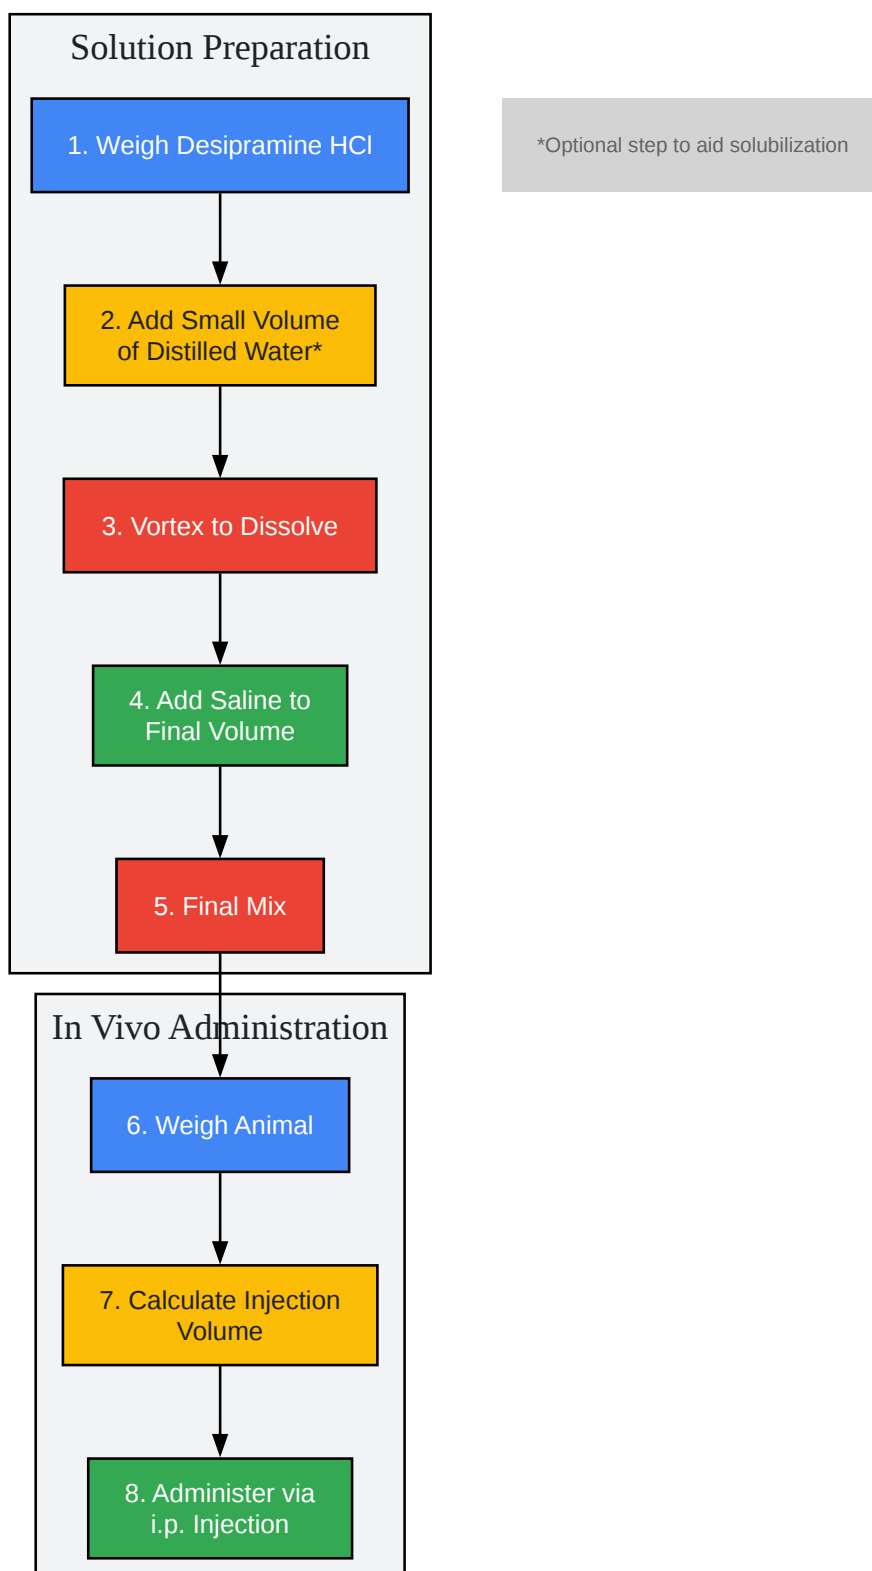 Solution Preparation
1. Weigh Desipramine HCl
*Optional step to aid solubilization
2. Add Small Volume
of Distilled Water*
3. Vortex to Dissolve
4. Add Saline to
Final Volume
5. Final Mix
In Vivo Administration
6. Weigh Animal
7. Calculate Injection
Volume
8. Administer via
i.p. Injection